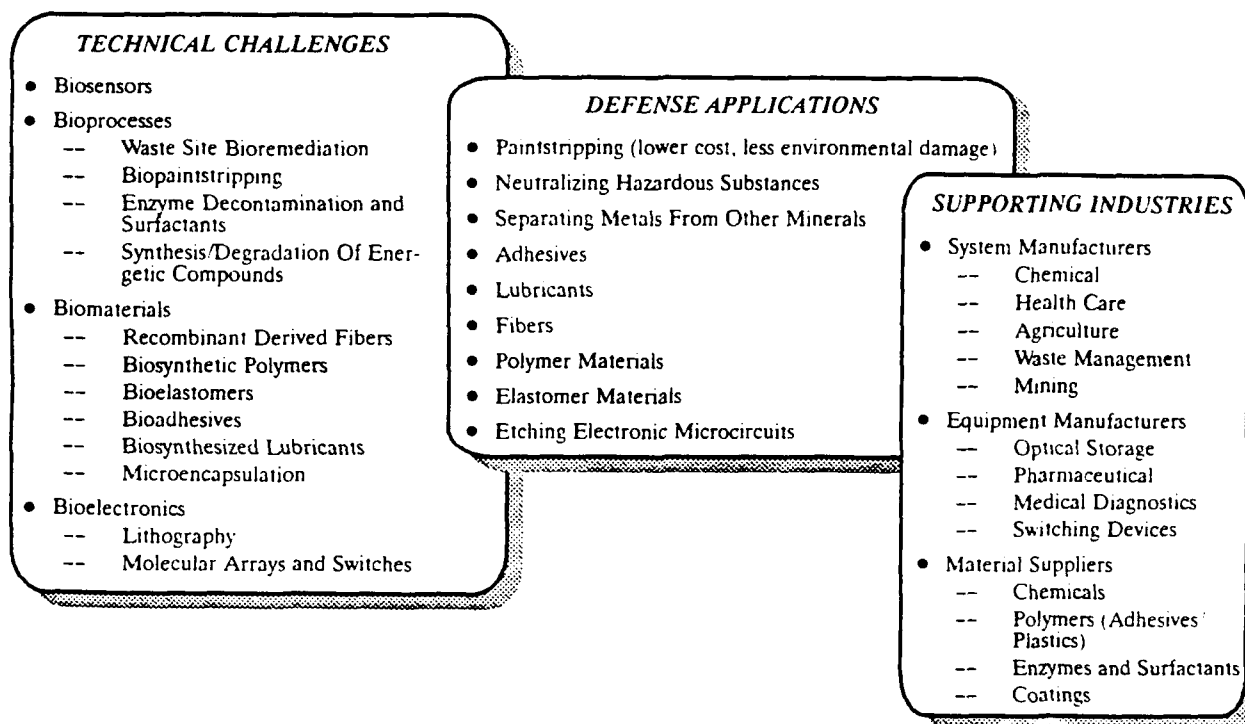 TECHNICAL CHALLENGES
● Biosensors
● Bioprocesses
-- Waste Site Bioremediation
-- Biopaintstripping
-- Enzyme Decontamination and
Surfactants
-- Synthesis/Degradation Of Ener-
getic Compounds
● Biomaterials
-- Recombinant Derived Fibers
-- Biosynthetic Polymers
-- Bioelastomers
-- Bioadhesives
-- Biosynthesized Lubricants
-- Microencapsulation
● Bioelectronics
-- Lithography
-- Molecular Arrays and Switches
DEFENSE APPLICATIONS
● Paintstripping (lower cost, less environmental damage)
● Neutralizing Hazardous Substances
● Separating Metals From Other Minerals
● Adhesives
● Lubricants
● Fibers
● Polymer Materials
● Elastomer Materials
● Etching Electronic Microcircuits
SUPPORTING INDUSTRIES
● System Manufacturers
-- Chemical
-- Health Care
-- Agriculture
-- Waste Management
-- Mining
● Equipment Manufacturers
-- Optical Storage
-- Pharmaceutical
-- Medical Diagnostics
-- Switching Devices
● Material Suppliers
-- Chemicals
-- Polymers (Adhesives
Plastics)
-- Enzymes and Surfactants
-- Coatings